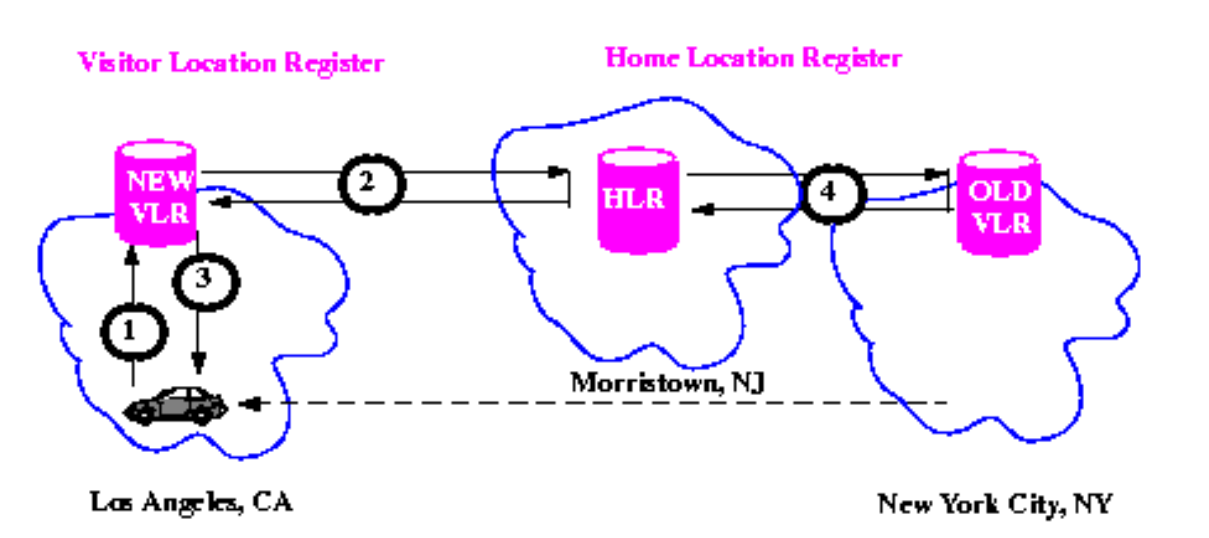 Visitor Location Register
Home Location Register
NEW
VLR
2
HLR
4
OLD
VLR
3
1
Morristown, NJ
Los Angeles, CA
New York City, NY